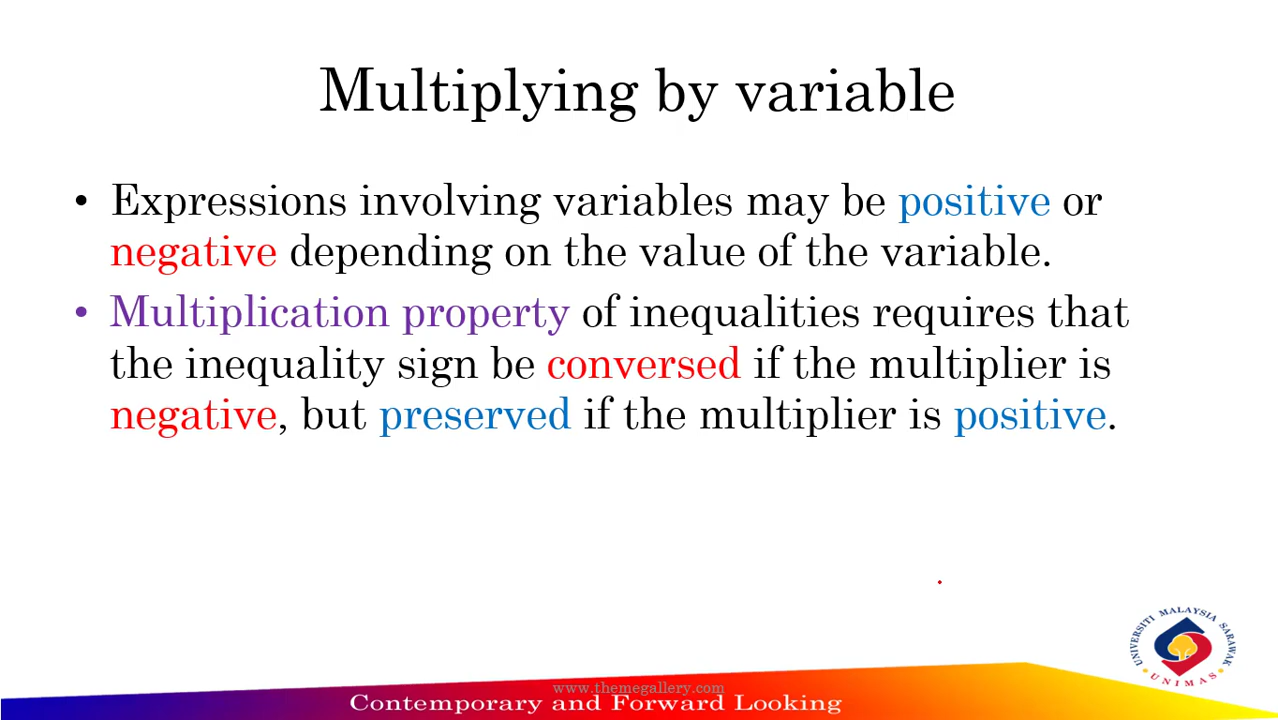 Multiplying by variable
• Expressions involving variables may be positive or
negative depending on the value of the variable.
• Multiplication property of inequalities requires that
the inequality sign be conversed if the multiplier is
negative, but preserved if the multiplier is positive.
UNIVERSITI MALAYSIA SARAWAK
UNIMAS
www.themegallery.com
Contemporary and Forward Looking